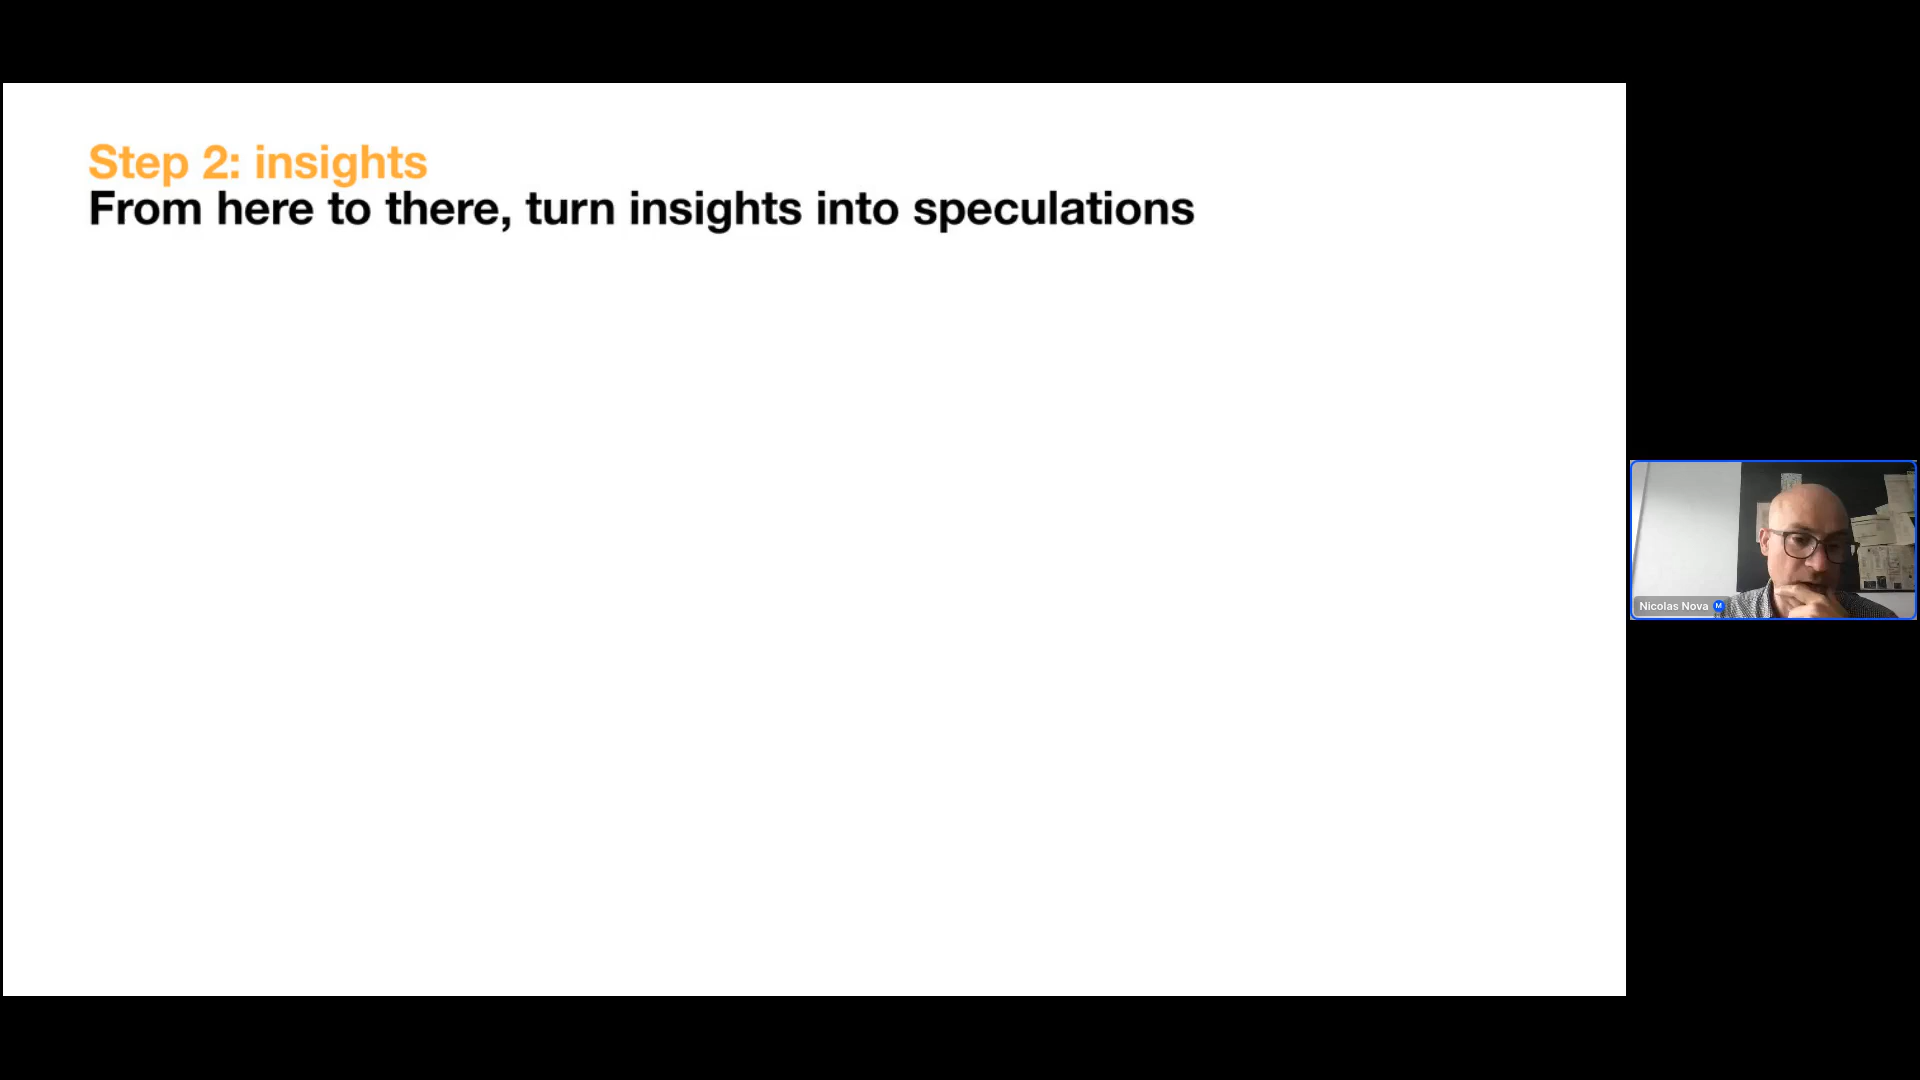 Step 2: insights
From here to there, turn insights into speculations
Nicolas Nova M